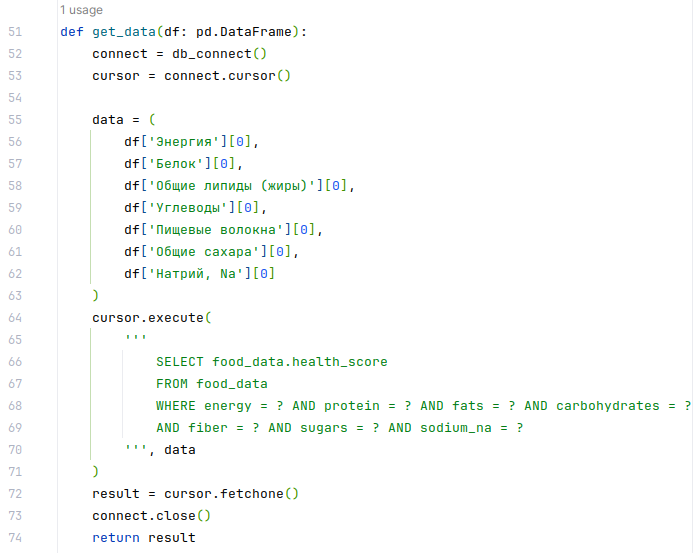 1 usage
51 def get_data(df: pd.DataFrame):
52     connect = db_connect()
53     cursor = connect.cursor()
54
55     data = (
56         df['Энергия'][0],
57         df['Белок'][0],
58         df['Общие липиды (жиры)'][0],
59         df['Углеводы'][0],
60         df['Пищевые волокна'][0],
61         df['Общие сахара'][0],
62         df['Натрий, Na'][0]
63     )
64     cursor.execute(
65         '''
66             SELECT food_data.health_score
67             FROM food_data
68             WHERE energy = ? AND protein = ? AND fats = ? AND carbohydrates = ?
69             AND fiber = ? AND sugars = ? AND sodium_na = ?
70         ''', data
71     )
72     result = cursor.fetchone()
73     connect.close()
74     return result